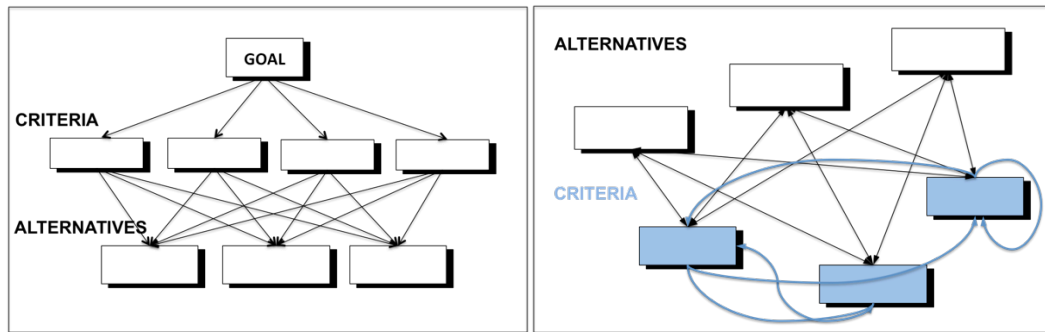 GOAL
CRITERIA
ALTERNATIVES
ALTERNATIVES
CRITERIA